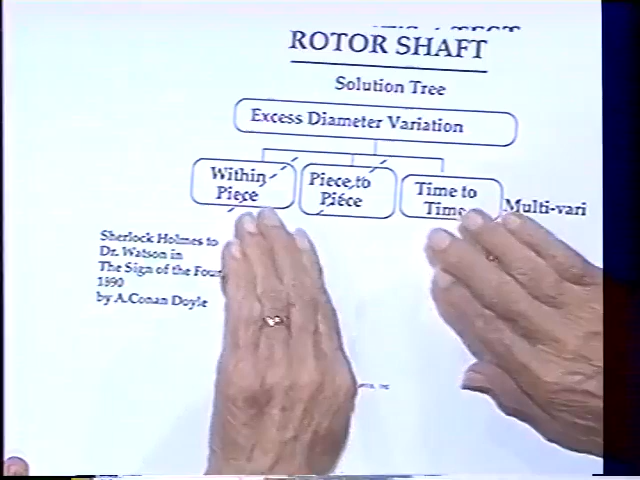 TEST
ROTOR SHAFT
Solution Tree
Excess Diameter Variation
Within
Piece
Piece to
Piece
Time to
Time
Multi-vari
Sherlock Holmes to
Dr. Watson in
The Sign of the Four
1890
by A.Conan Doyle